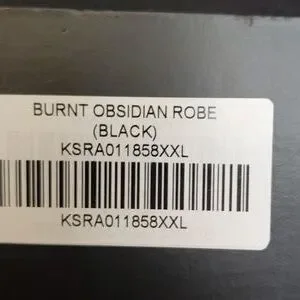 BURNT OBSIDIAN ROBE
(BLACK)
KSRA011858XXL
KSRA011858XXL